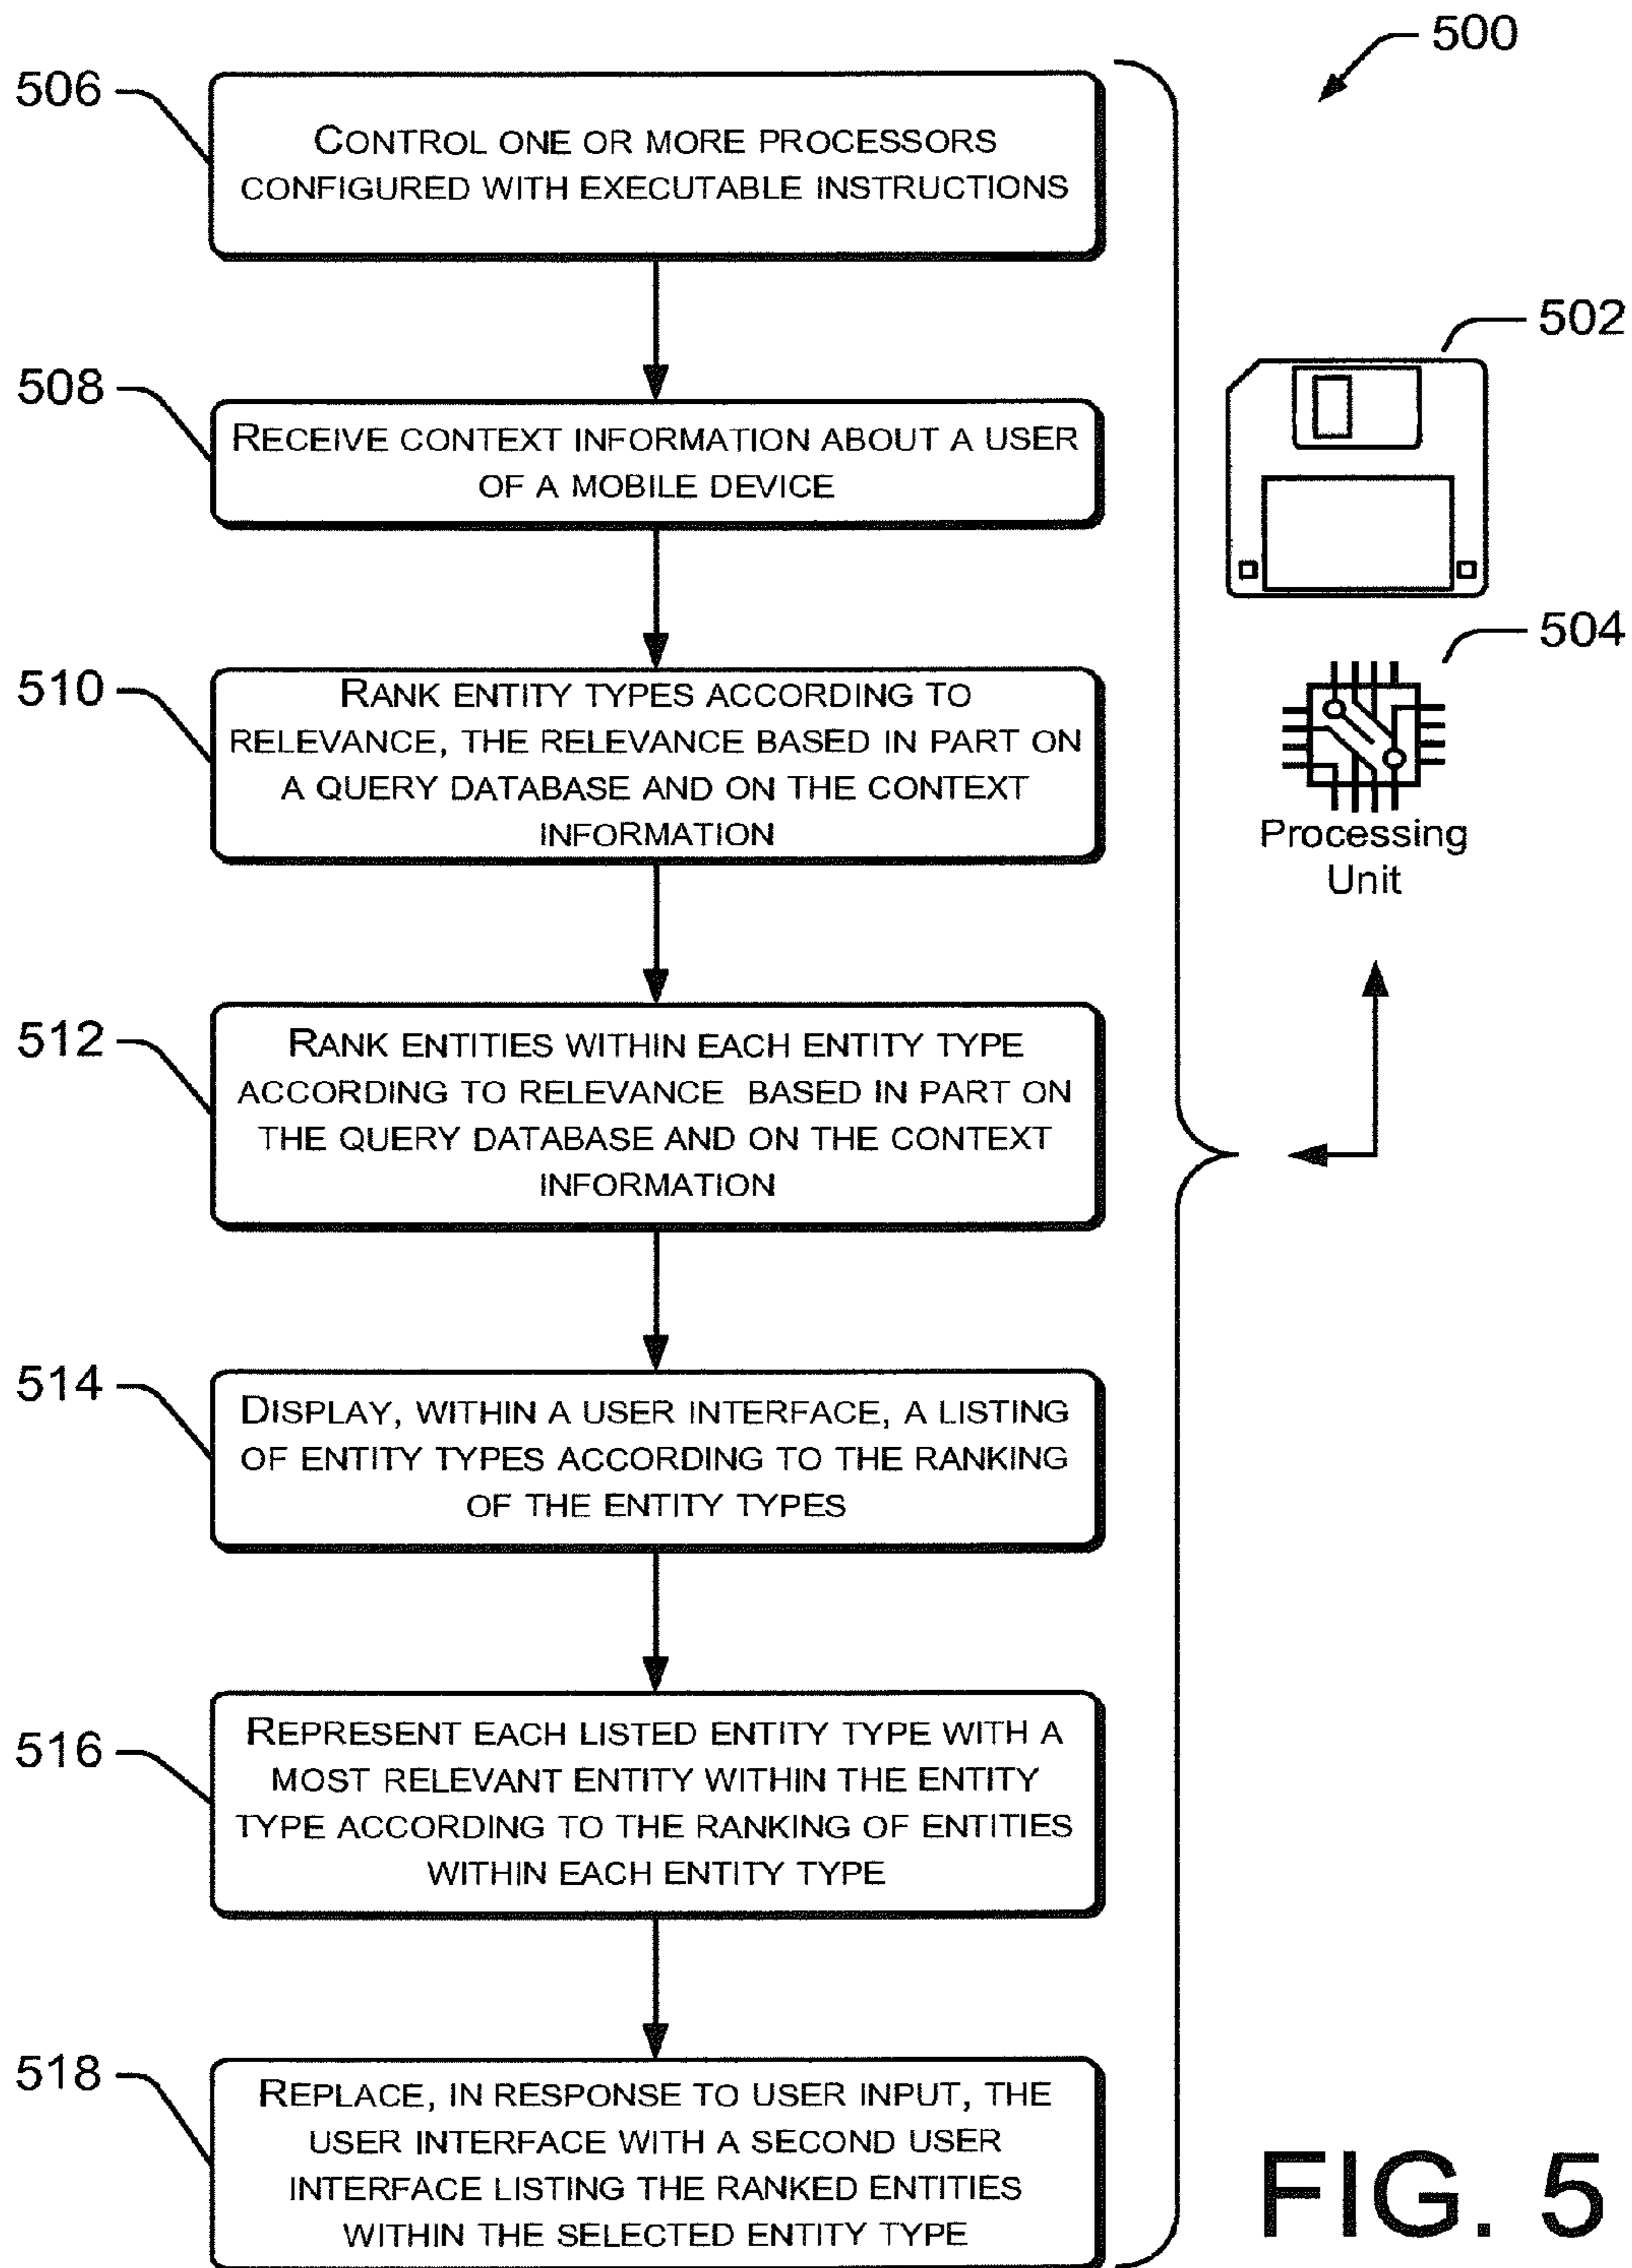 500
506
CONTROL ONE OR MORE PROCESSORS
CONFIGURED WITH EXECUTABLE INSTRUCTIONS
502
508
RECEIVE CONTEXT INFORMATION ABOUT A USER
OF A MOBILE DEVICE
504
Processing
Unit
510
RANK ENTITY TYPES ACCORDING TO
RELEVANCE, THE RELEVANCE BASED IN PART ON
A QUERY DATABASE AND ON THE CONTEXT
INFORMATION
512
RANK ENTITIES WITHIN EACH ENTITY TYPE
ACCORDING TO RELEVANCE BASED IN PART ON
THE QUERY DATABASE AND ON THE CONTEXT
INFORMATION
514
DISPLAY, WITHIN A USER INTERFACE, A LISTING
OF ENTITY TYPES ACCORDING TO THE RANKING
OF THE ENTITY TYPES
516
REPRESENT EACH LISTED ENTITY TYPE WITH A
MOST RELEVANT ENTITY WITHIN THE ENTITY
TYPE ACCORDING TO THE RANKING OF ENTITIES
WITHIN EACH ENTITY TYPE
518
REPLACE, IN RESPONSE TO USER INPUT, THE
USER INTERFACE WITH A SECOND USER
INTERFACE LISTING THE RANKED ENTITIES
WITHIN THE SELECTED ENTITY TYPE
FIG. 5